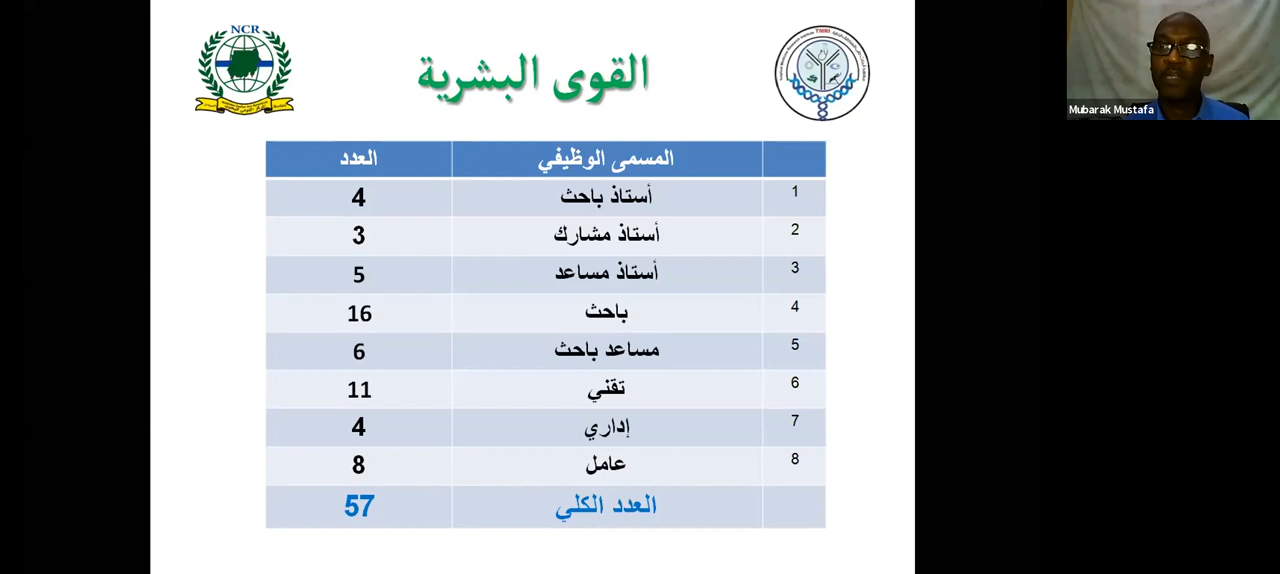 NCR
القوى البشرية
TMRI
Mubarak Mustafa
المسمى الوظيفي العدد
1 أستاذ باحث 4
2 أستاذ مشارك 3
3 أستاذ مساعد 5
4 باحث 16
5 مساعد باحث 6
6 تقني 11
7 إداري 4
8 عامل 8
العدد الكلي 57